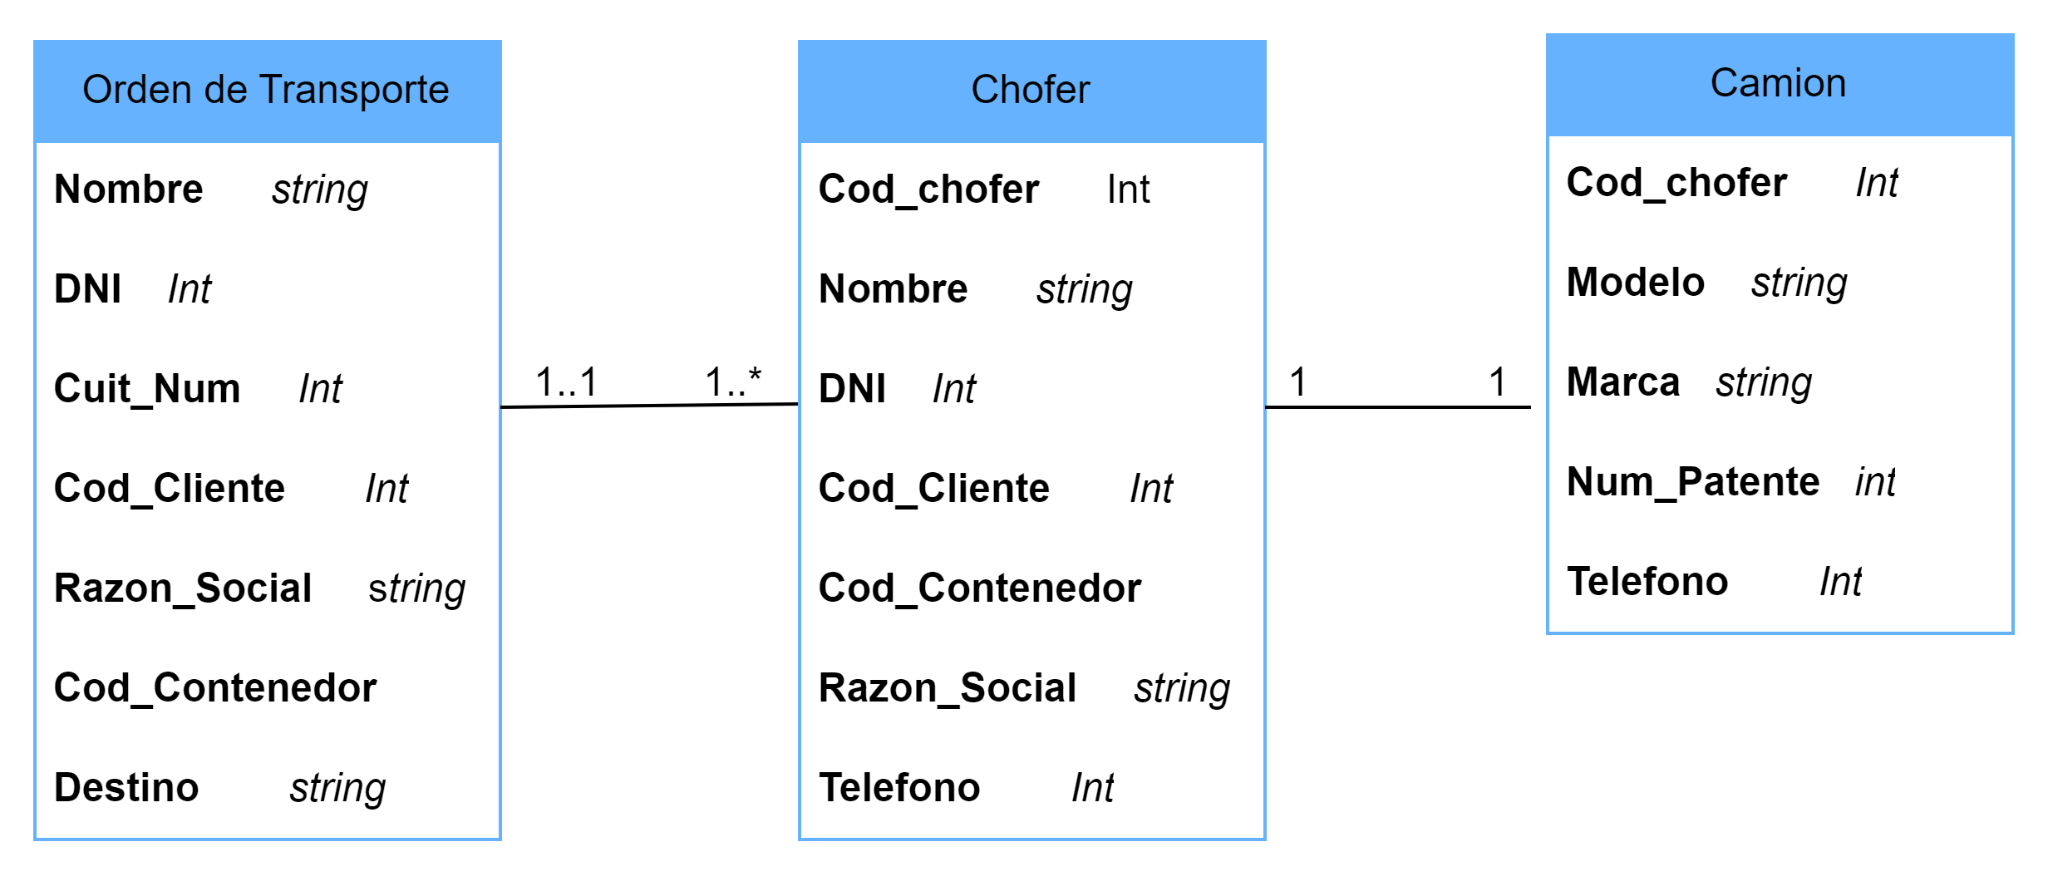 Orden de Transporte
Nombre string
DNI Int
Cuit_Num Int
Cod_Cliente Int
Razon_Social string
Cod_Contenedor
Destino string
1..1 1..*
Chofer
Cod_chofer Int
Nombre string
DNI Int
Cod_Cliente Int
Cod_Contenedor
Razon_Social string
Telefono Int
1 1
Camion
Cod_chofer Int
Modelo string
Marca string
Num_Patente int
Telefono Int